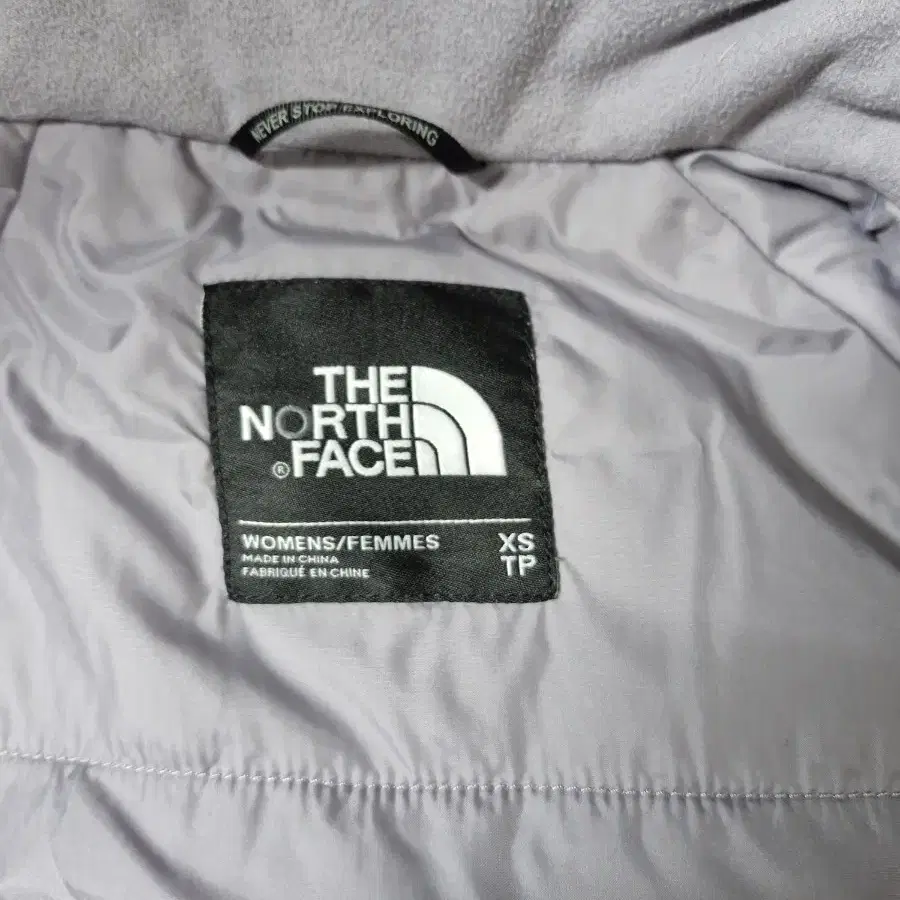 NEVER STOP EXPLORING
THE
NORTH
® FACE
WOMENS/FEMMES XS
MADE IN CHINA TP
FABRIQUÉ EN CHINE